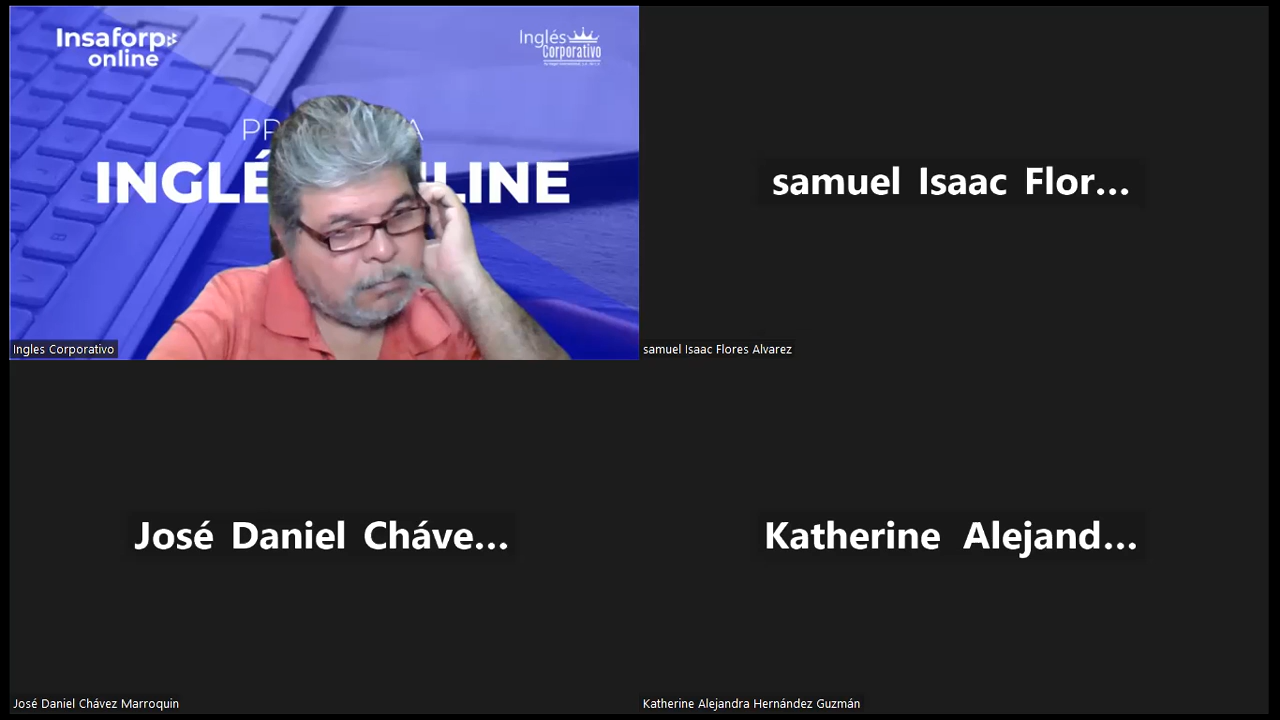 Insaforp
online
Inglés
Corporativo
INGLÉ LINE
Ingles Corporativo
samuel Isaac Flor...
samuel Isaac Flores Alvarez
José Daniel Cháve...
José Daniel Chávez Marroquin
Katherine Alejand...
Katherine Alejandra Hernández Guzmán